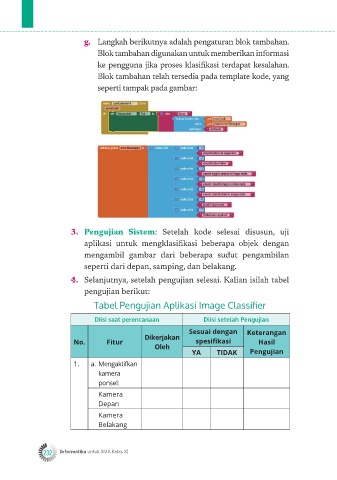 g. Langkah berikutnya adalah pengaturan blok tambahan.
Blok tambahan digunakan untuk memberikan informasi
ke pengguna jika proses klasifikasi terdapat kesalahan.
Blok tambahan telah tersedia pada template kode, yang
seperti tampak pada gambar:
3. Pengujian Sistem: Setelah kode selesai disusun, uji
aplikasi untuk mengklasifikasi beberapa objek dengan
mengambil gambar dari beberapa sudut pengambilan
seperti dari depan, samping, dan belakang.
4. Selanjutnya, setelah pengujian selesai. Kalian isilah tabel
pengujian berikut:
Tabel Pengujian Aplikasi Image Classifier
Diisi saat perencanaan Diisi setelah Pengujian
No. Fitur Dikerjakan Oleh Sesuai dengan spesifikasi Keterangan Hasil Pengujian
YA TIDAK
1. a. Mengaktifkan
kamera
ponsel:
Kamera
Depan
Kamera
Belakang
232 Informatika untuk SMA Kelas XI